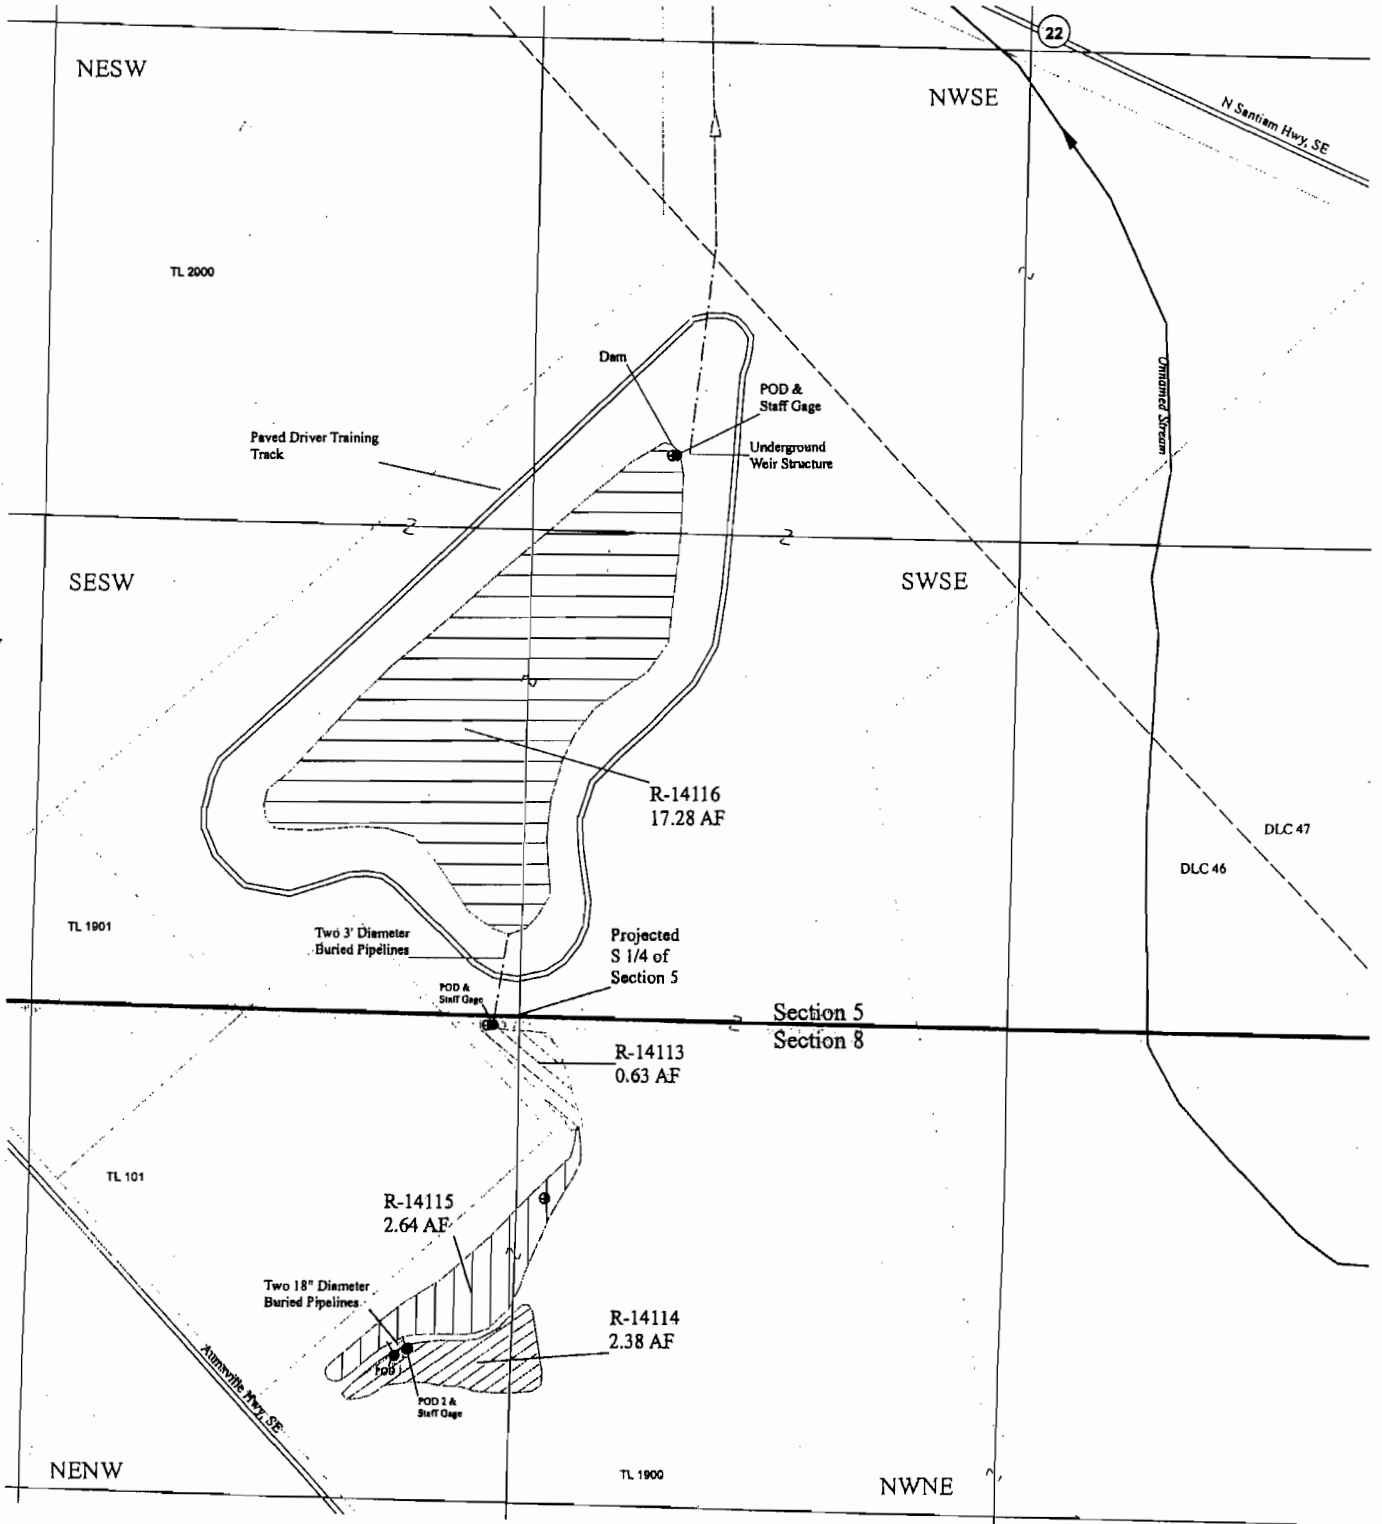 22
NESW
NWSE
N Santiam Hwy, SE
TL 2000
Dam
POD &
Staff Gage
Paved Driver Training
Track
Underground
Weir Structure
Unnamed Stream
SESW
SWSE
R-14116
17.28 AF
DLC 47
DLC 46
TL 1901
Two 3' Diameter
Buried Pipelines
Projected
S 1/4 of
Section 5
POD &
Staff Gage
Section 5
Section 8
R-14113
0.63 AF
TL 101
R-14115
2.64 AF
Two 18" Diameter
Buried Pipelines
R-14114
2.38 AF
POD 1
POD 2 &
Staff Gage
Aumsville Hwy, SE
NENW
TL 1900
NWNE